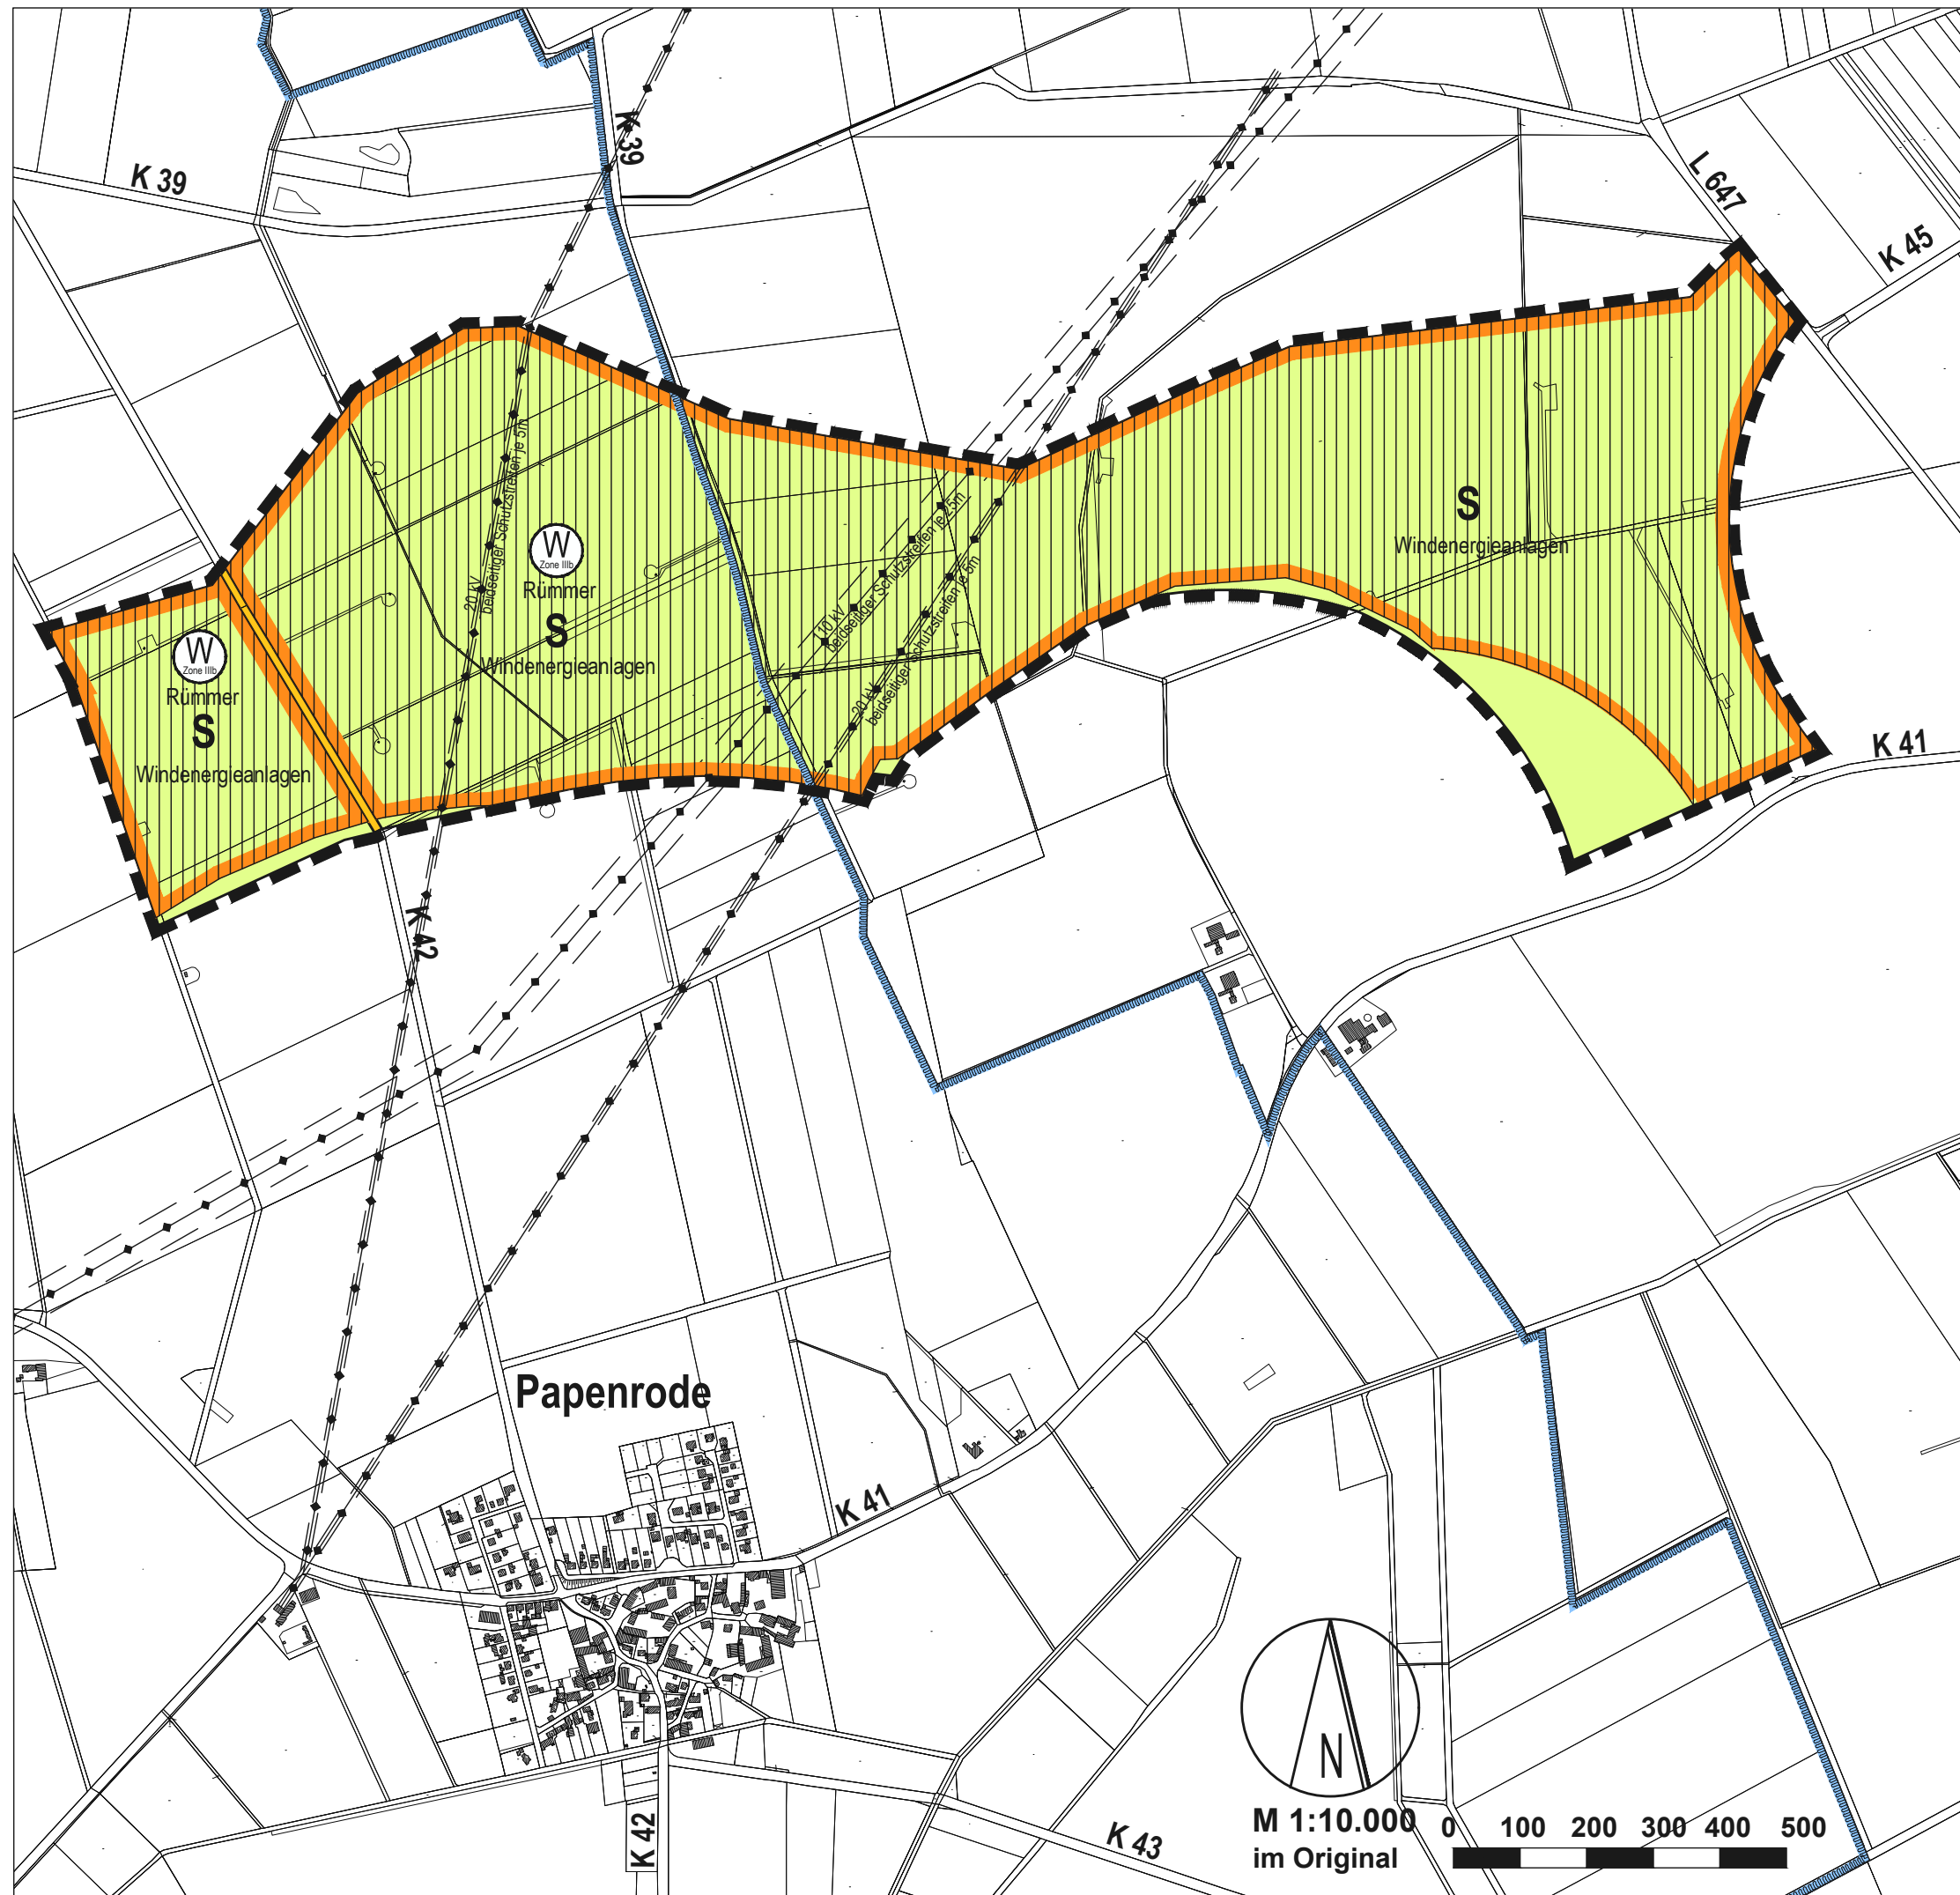 K 39
K 39
L 647
K 45
20 kV
beidseitiger Schutzstreifen je 5m
W
Zone IIIb
Rümmer
S
Windenergieanlagen
W
Zone IIIb
Rümmer
S
Windenergieanlagen
110 kV
beidseitiger Schutzstreifen je 25m
20 kV
beidseitiger Schutzstreifen je 5m
S
Windenergieanlagen
K 41
K 42
Papenrode
K 41
K 42
K 43
N
M 1:10.000
im Original
0 100 200 300 400 500